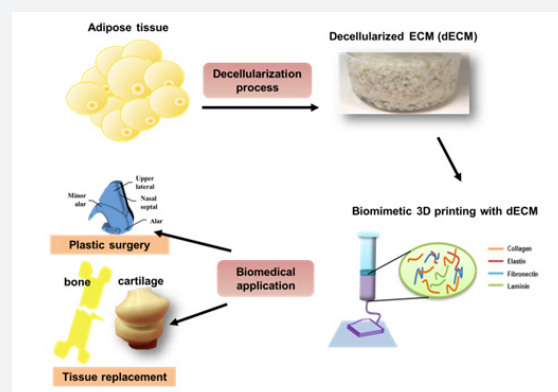 Adipose tissue
Decellularization
process
Decellularized ECM (dECM)
Upper
lateral
Minor
alar
Nasal
septal
Alar
Plastic surgery
bone
cartilage
Tissue replacement
Biomedical
application
Biomimetic 3D printing with dECM
Collagen
Elastin
Fibronectin
Laminin